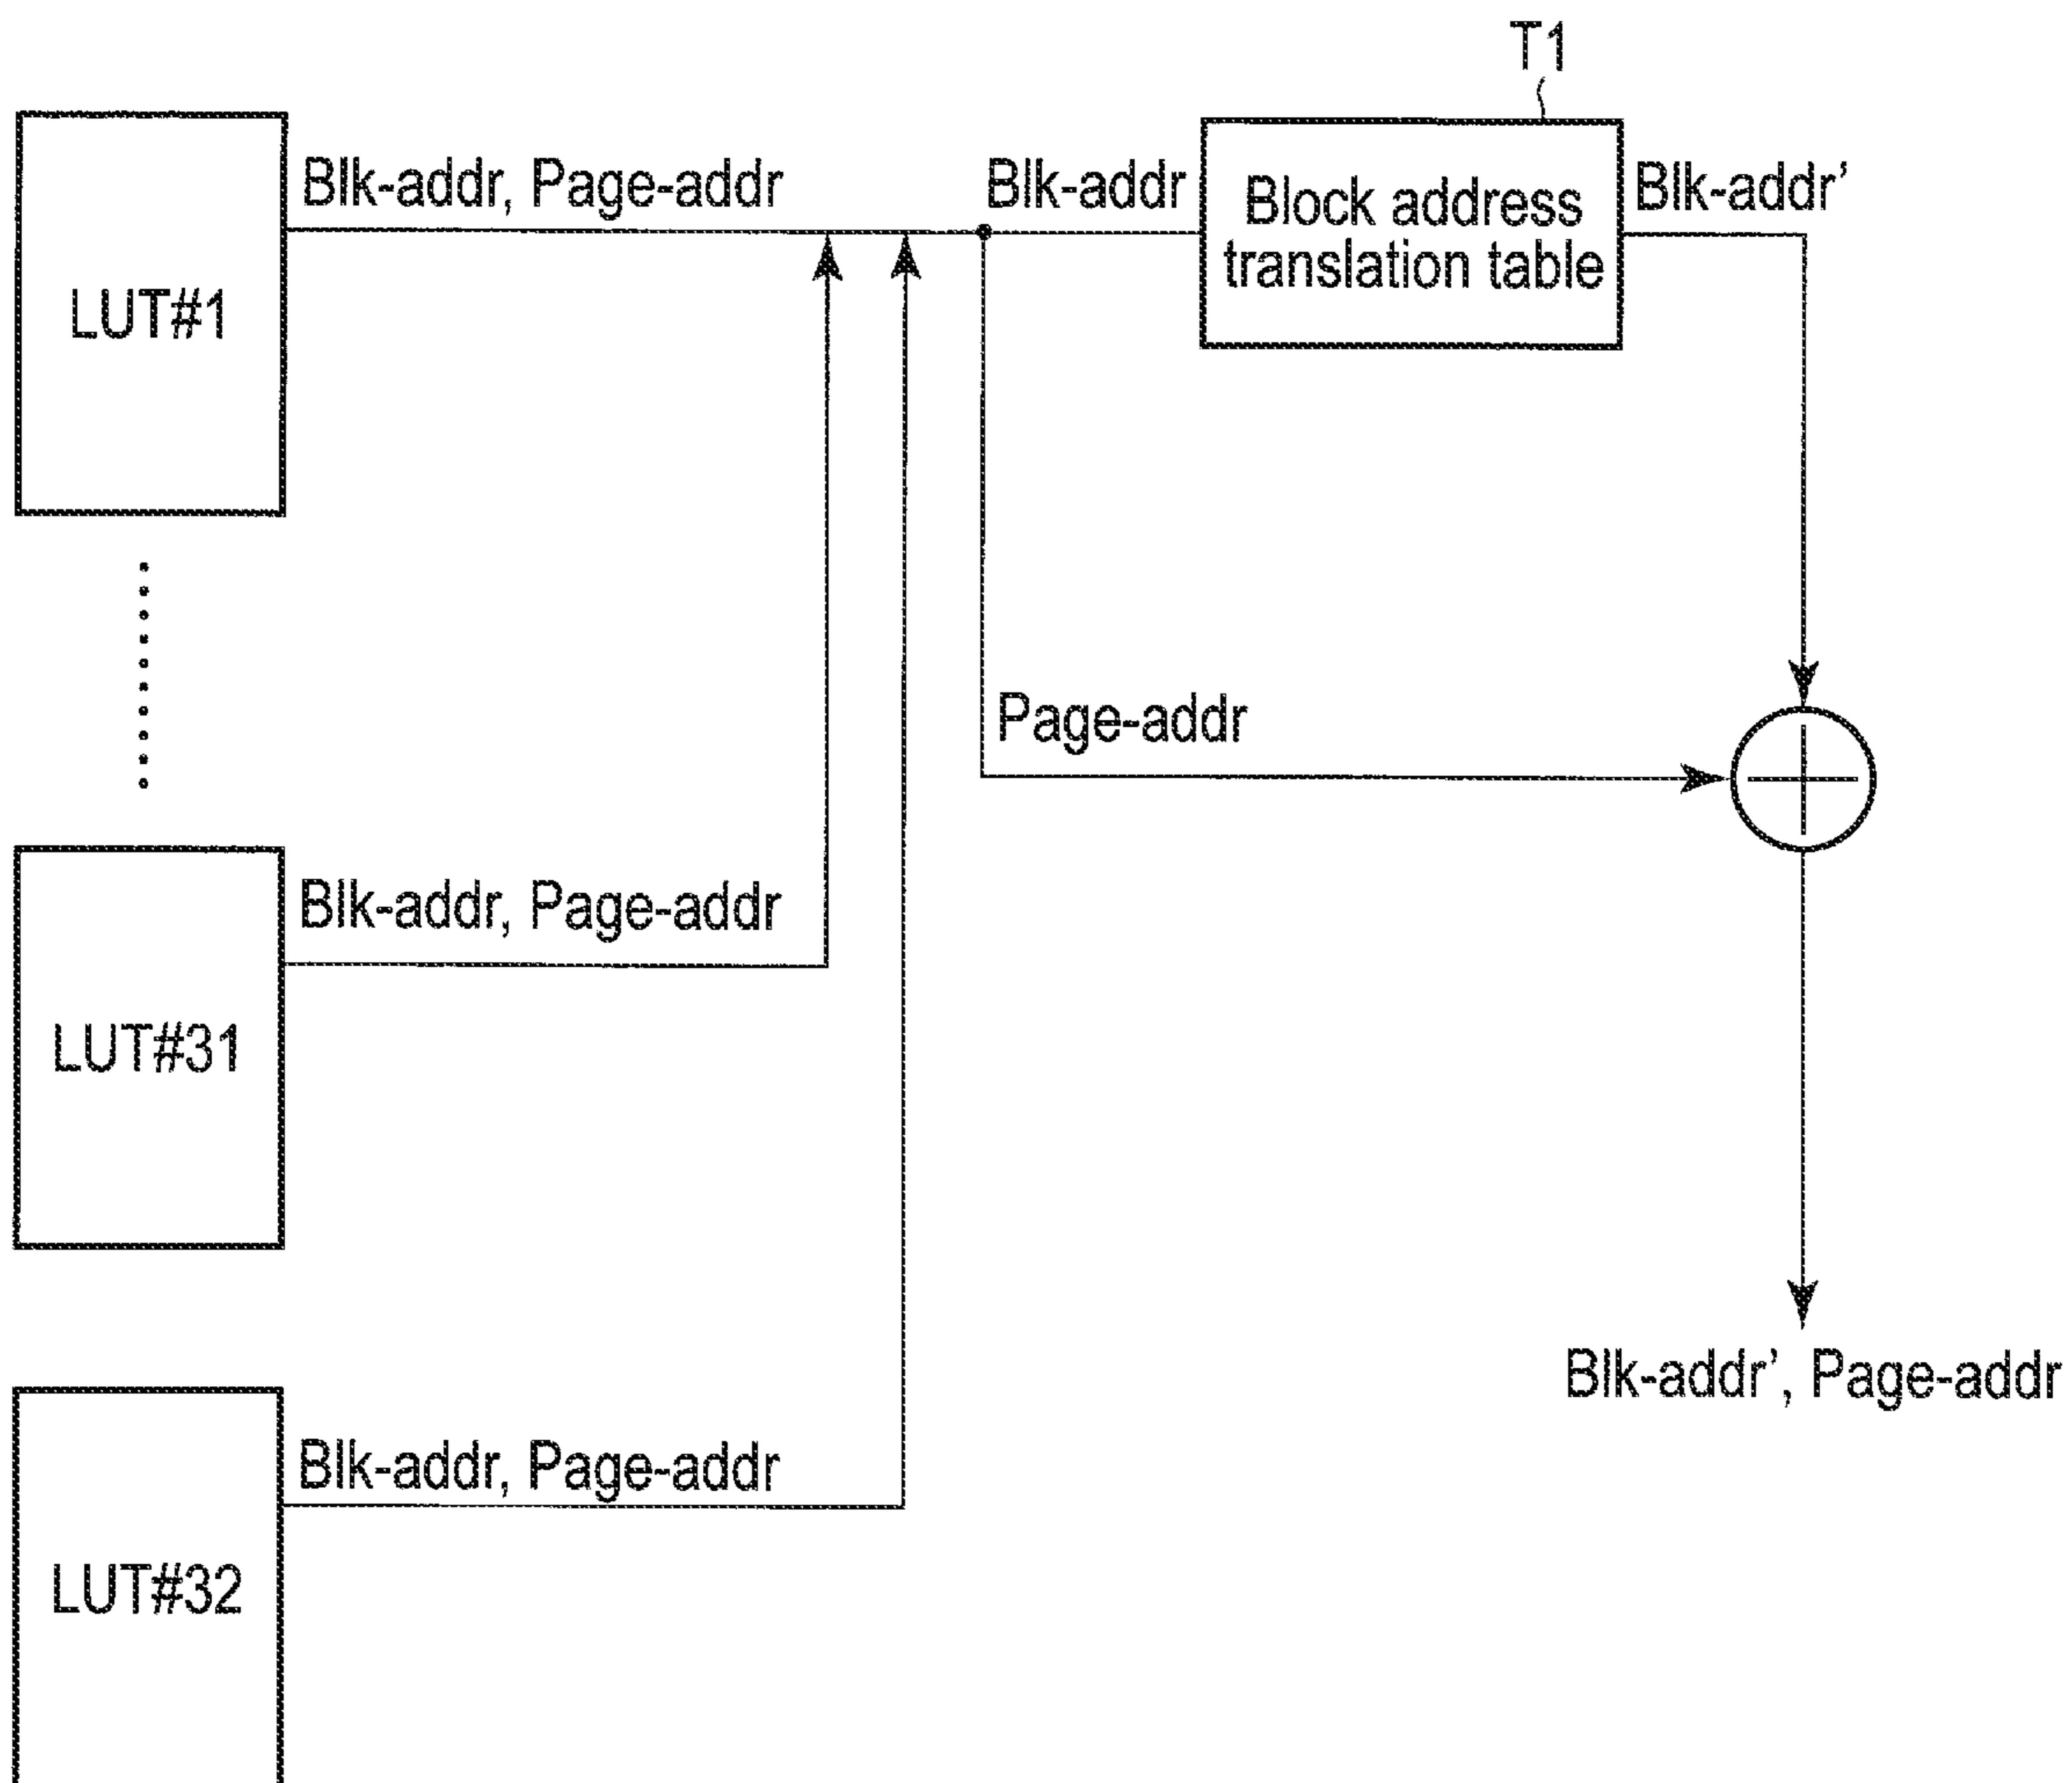 T1
Blk-addr, Page-addr
Blk-addr
Block address
translation table
Blk-addr’
LUT#1
Page-addr
Blk-addr, Page-addr
LUT#31
Blk-addr’, Page-addr
Blk-addr, Page-addr
LUT#32